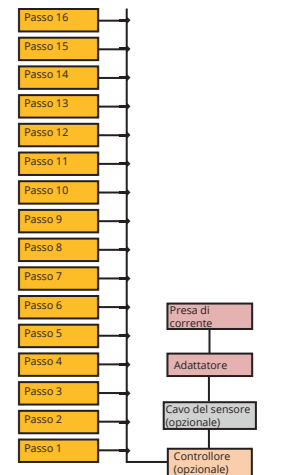 Passo 16
Passo 15
Passo 14
Passo 13
Passo 12
Passo 11
Passo 10
Passo 9
Passo 8
Passo 7
Passo 6
Passo 5
Passo 4
Passo 3
Passo 2
Passo 1
Presa di
corrente
Adattatore
Cavo del sensore
(opzionale)
Controllore
(opzionale)